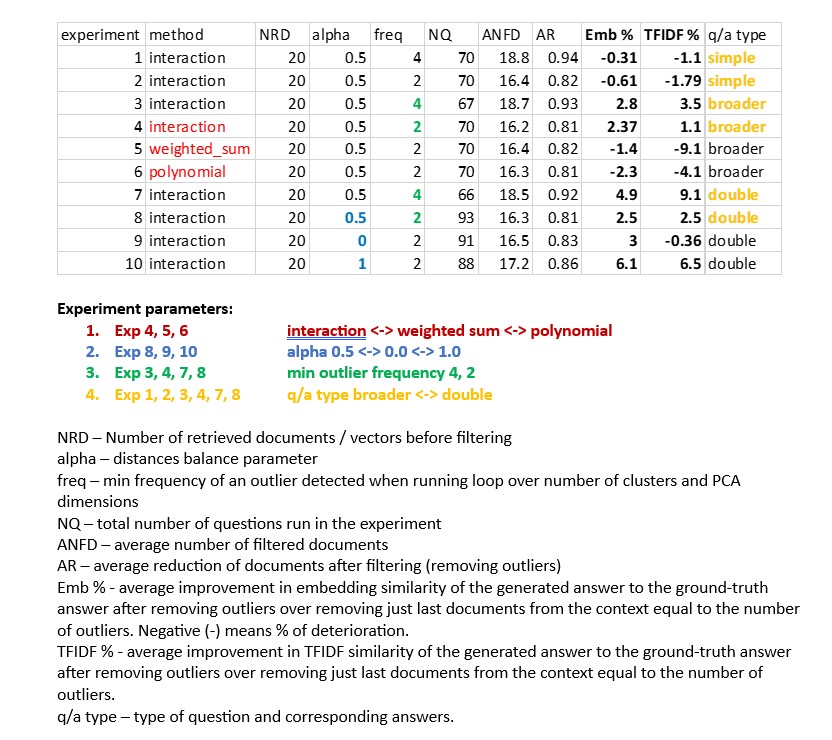 experiment method NRD alpha freq NQ ANFD AR Emb % TFIDF % q/a type
1 interaction 20 0.5 4 70 18.8 0.94 -0.31 -1.1 simple
2 interaction 20 0.5 2 70 16.4 0.82 -0.61 -1.79 simple
3 interaction 20 0.5 4 67 18.7 0.93 2.8 3.5 broader
4 interaction 20 0.5 2 70 16.2 0.81 2.37 1.1 broader
5 weighted_sum 20 0.5 2 70 16.4 0.82 -1.4 -9.1 broader
6 polynomial 20 0.5 2 70 16.3 0.81 -2.3 -4.1 broader
7 interaction 20 0.5 4 66 18.5 0.92 4.9 9.1 double
8 interaction 20 0.5 2 93 16.3 0.81 2.5 2.5 double
9 interaction 20 0 2 91 16.5 0.83 3 -0.36 double
10 interaction 20 1 2 88 17.2 0.86 6.1 6.5 double
Experiment parameters:
1. Exp 4, 5, 6 interaction <-> weighted sum <-> polynomial
2. Exp 8, 9, 10 alpha 0.5 <-> 0.0 <-> 1.0
3. Exp 3, 4, 7, 8 min outlier frequency 4, 2
4. Exp 1, 2, 3, 4, 7, 8 q/a type broader <-> double
NRD – Number of retrieved documents / vectors before filtering
alpha – distances balance parameter
freq – min frequency of an outlier detected when running loop over number of clusters and PCA
dimensions
NQ – total number of questions run in the experiment
ANFD – average number of filtered documents
AR – average reduction of documents after filtering (removing outliers)
Emb % - average improvement in embedding similarity of the generated answer to the ground-truth
answer after removing outliers over removing just last documents from the context equal to the number
of outliers. Negative (-) means % of deterioration.
TFIDF % - average improvement in TFIDF similarity of the generated answer to the ground-truth answer
after removing outliers over removing just last documents from the context equal to the number of
outliers.
q/a type – type of question and corresponding answers.